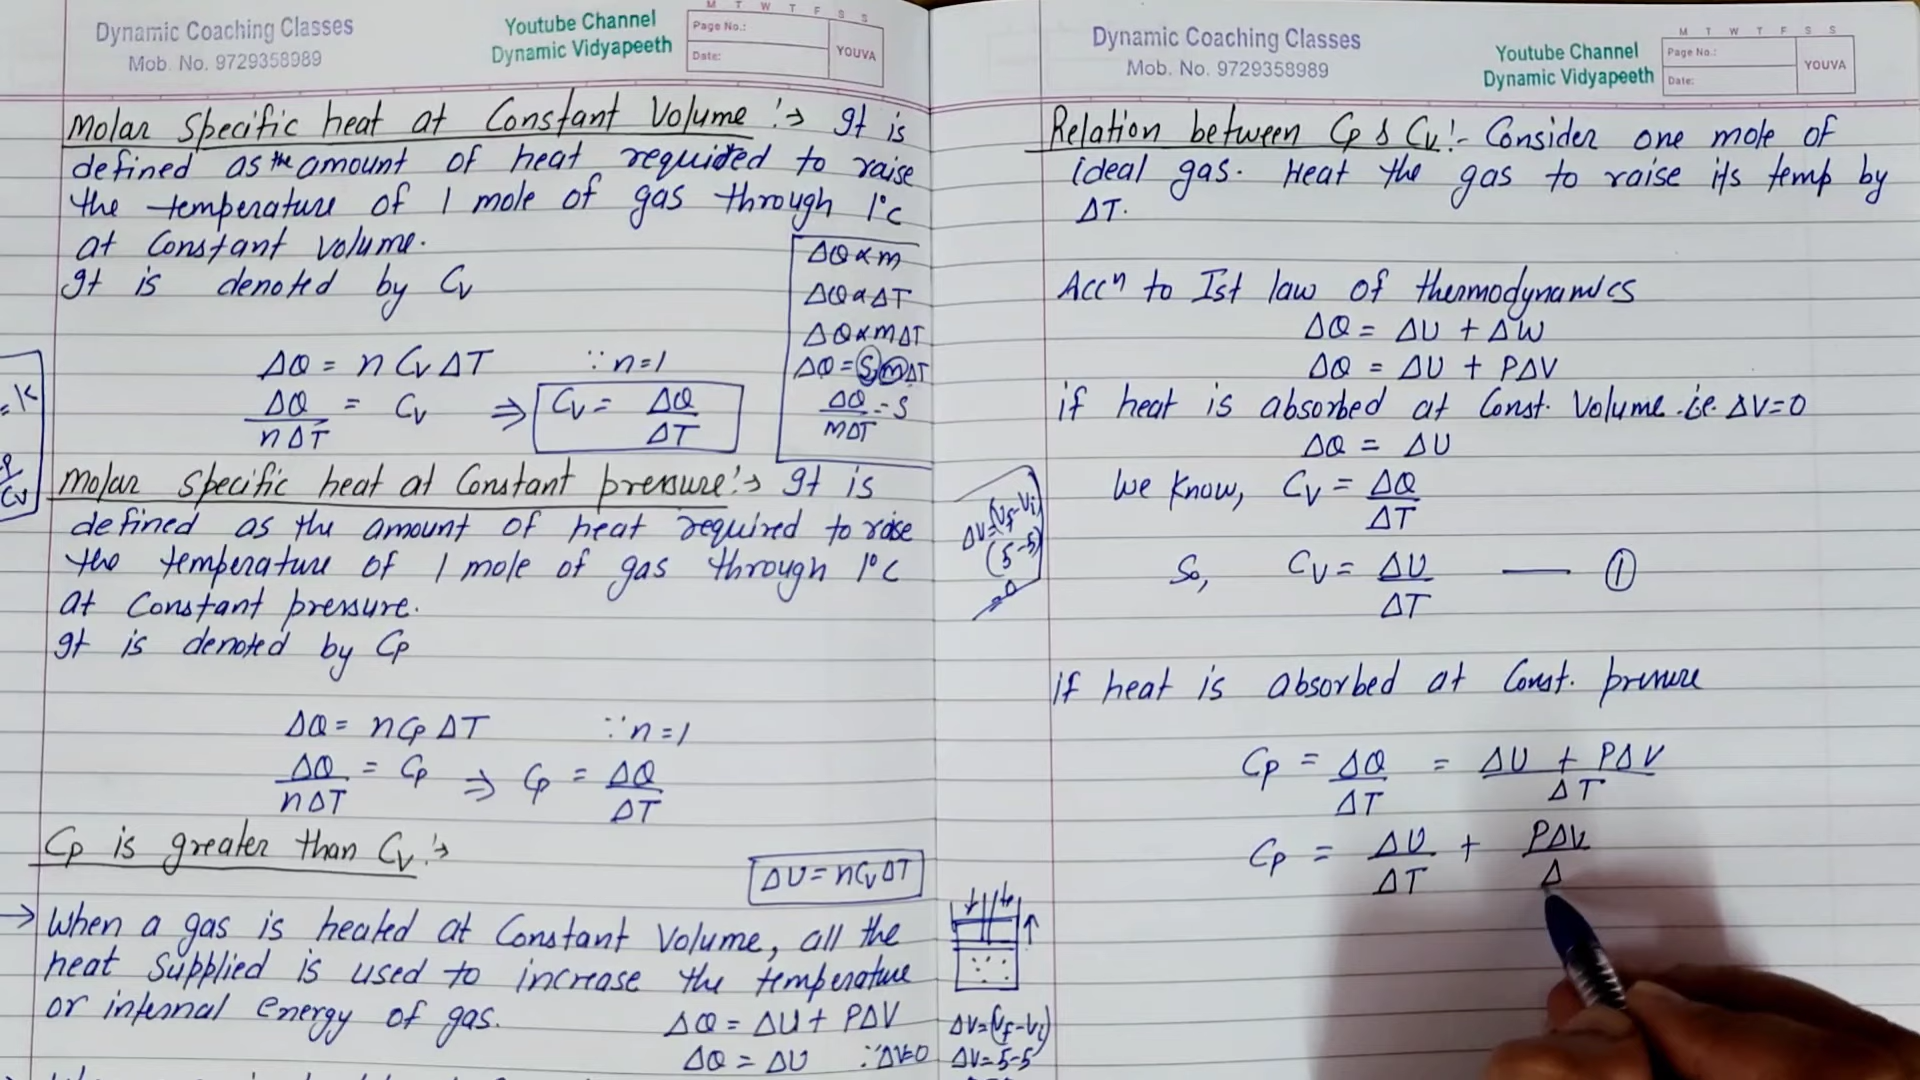 Dynamic Coaching Classes
Mob. No. 9729358989
Youtube Channel
Dynamic Vidyapeeth
M T W T F S S
Page No.:
Date:
YOUVA
Molar Specific heat at Constant Volume :→ It is
defined as the amount of heat required to raise
the temperature of 1 mole of gas through 1°C
at Constant volume.
It is denoted by Cv
ΔQ ∝ m
ΔQ ∝ ΔT
ΔQ ∝ mΔT
ΔQ = S m ΔT
ΔQ/mΔT = S
ΔQ = n Cv ΔT ∵ n=1
ΔQ/nΔT = Cv ⇒ Cv = ΔQ/ΔT
= K
Cv
Molar Specific heat at Constant pressure :→ It is
defined as the amount of heat required to raise
the temperature of 1 mole of gas through 1°C
at Constant pressure.
It is denoted by Cp
ΔQ = nCp ΔT ∵ n=1
ΔQ/nΔT = Cp ⇒ Cp = ΔQ/ΔT
Cp is greater than Cv :→
ΔU = nCvΔT
→ When a gas is heated at Constant Volume, all the
heat Supplied is used to increase the temperature
or internal Energy of gas.
ΔQ = ΔU + PΔV
ΔQ = ΔU ∵ ΔV=0
Dynamic Coaching Classes
Mob. No. 9729358989
Youtube Channel
Dynamic Vidyapeeth
M T W T F S S
Page No.:
Date:
YOUVA
Relation between Cp & Cv :- Consider one mole of
ideal gas. Heat the gas to raise its temp by
ΔT.
Accⁿ to Ist law of thermodynamics
ΔQ = ΔU + ΔW
ΔQ = ΔU + PΔV
if heat is absorbed at Const. Volume i.e. ΔV=0
ΔQ = ΔU
We know, Cv = ΔQ/ΔT
So, Cv = ΔU/ΔT — ①
ΔV=(Vf-Vi)
(5-5)
=0
if heat is absorbed at Const. pressure
Cp = ΔQ/ΔT = ΔU + PΔV/ΔT
Cp = ΔU/ΔT + PΔV/Δ
ΔV=(Vf-Vi)
ΔV=5-5